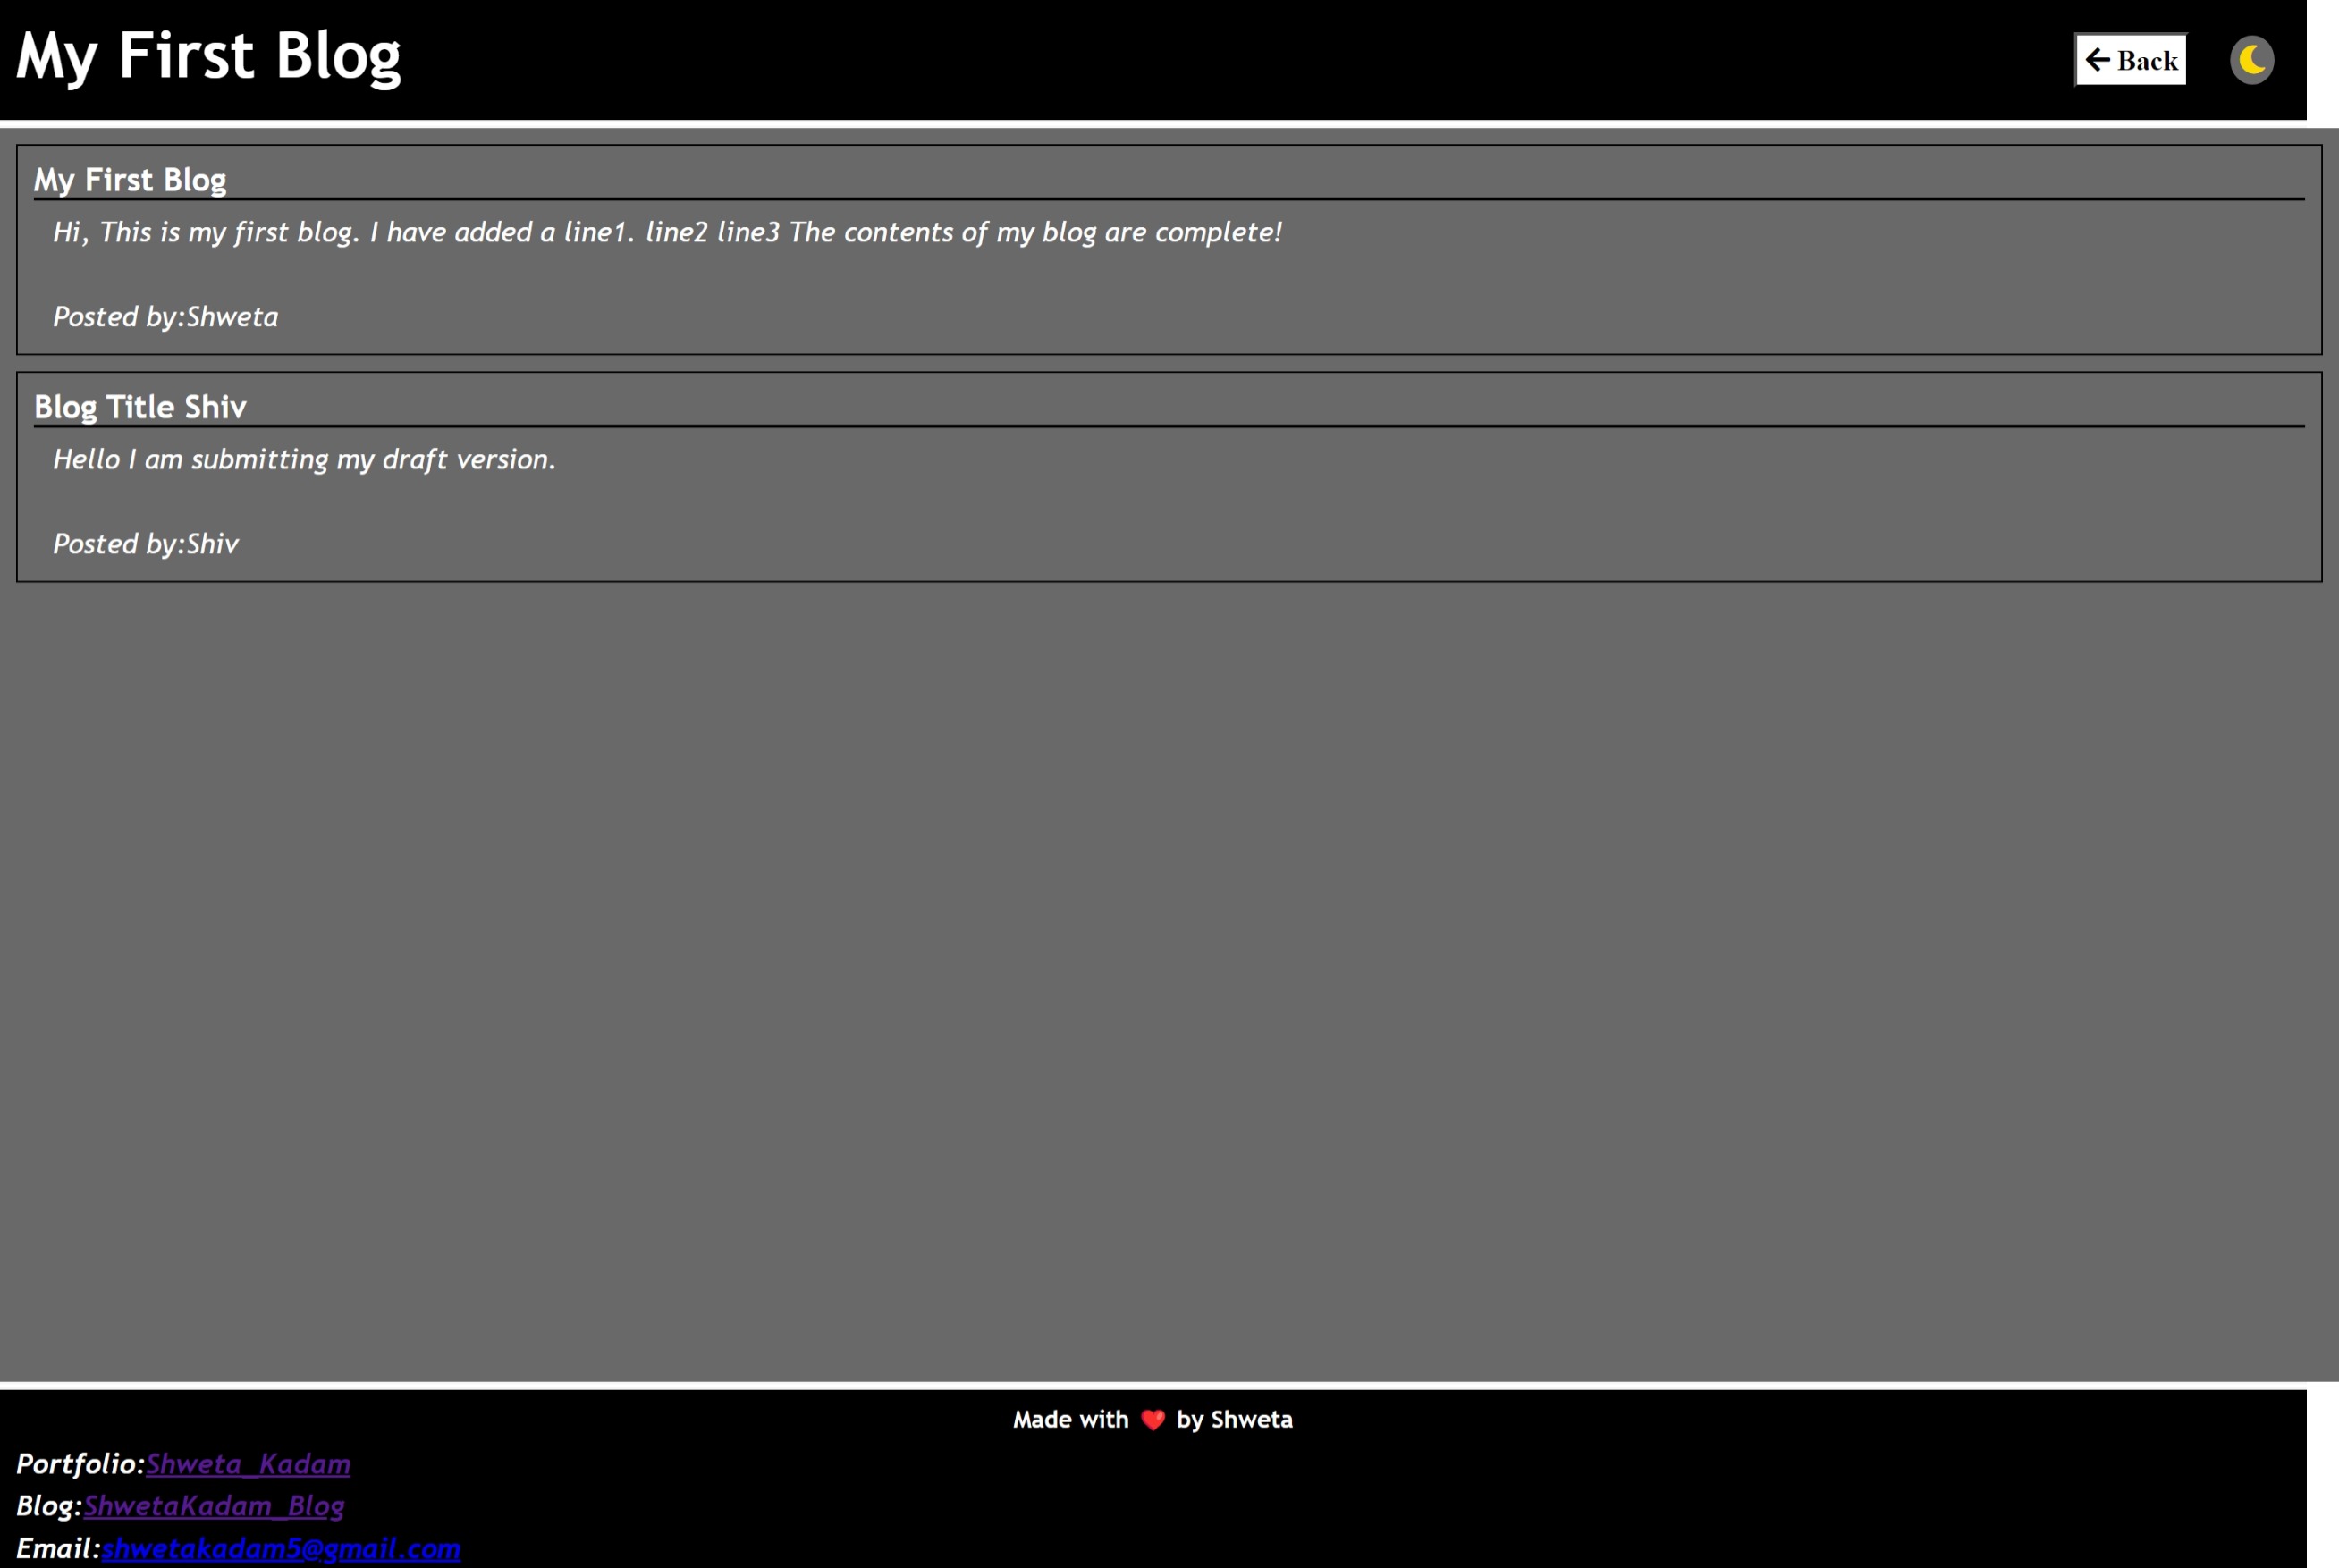 My First Blog
← Back
My First Blog
Hi, This is my first blog. I have added a line1. line2 line3 The contents of my blog are complete!
Posted by:Shweta
Blog Title Shiv
Hello I am submitting my draft version.
Posted by:Shiv
Made with ❤️ by Shweta
Portfolio:Shweta_Kadam
Blog:ShwetaKadam_Blog
Email:shwetakadam5@gmail.com